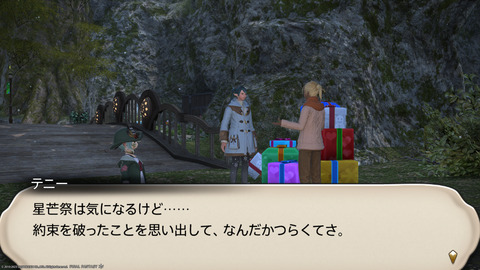 テニー
星芒祭は気になるけど……
約束を破ったことを思い出して、なんだかつらくてさ。